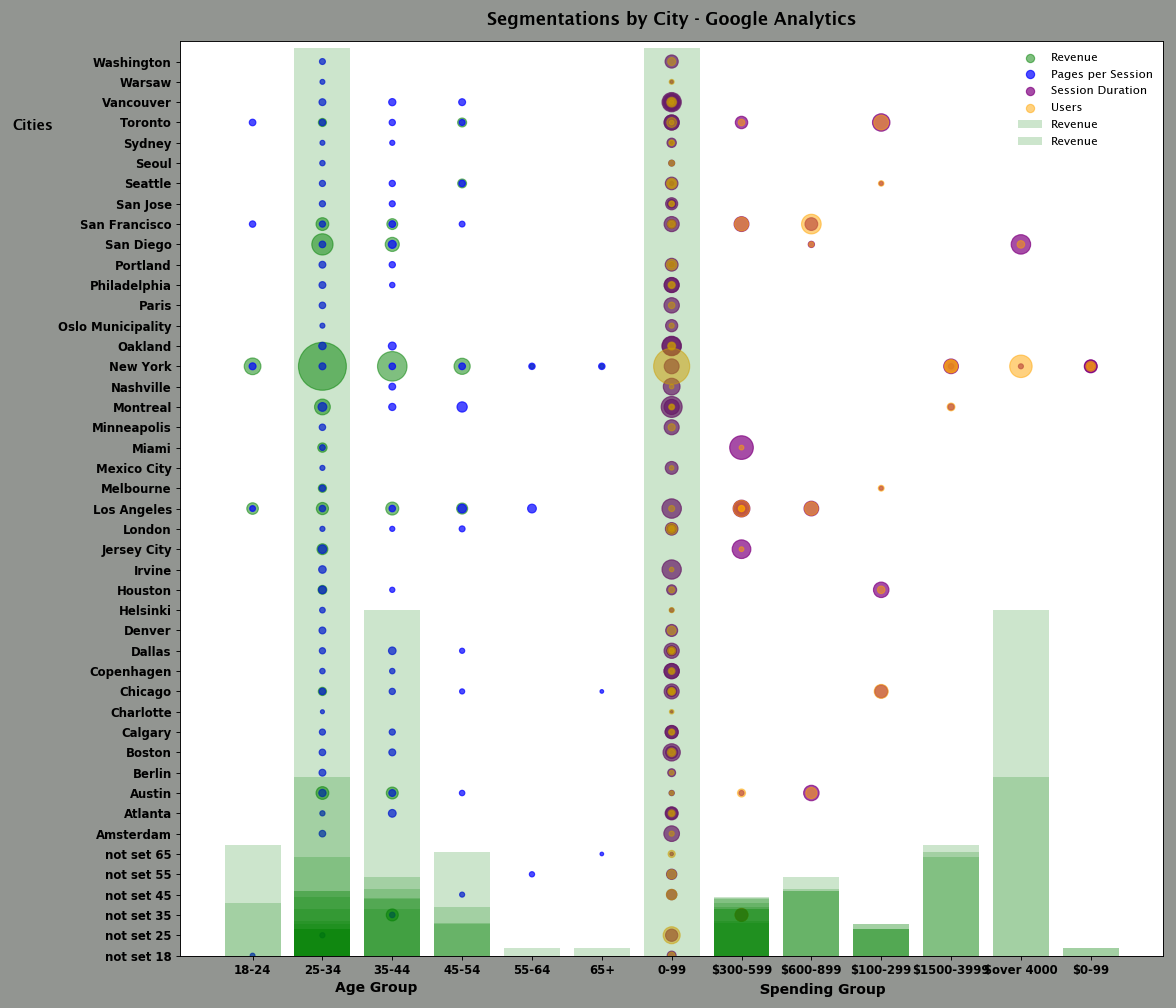 Segmentations by City - Google Analytics
Cities
Washington
Warsaw
Vancouver
Toronto
Sydney
Seoul
Seattle
San Jose
San Francisco
San Diego
Portland
Philadelphia
Paris
Oslo Municipality
Oakland
New York
Nashville
Montreal
Minneapolis
Miami
Mexico City
Melbourne
Los Angeles
London
Jersey City
Irvine
Houston
Helsinki
Denver
Dallas
Copenhagen
Chicago
Charlotte
Calgary
Boston
Berlin
Austin
Atlanta
Amsterdam
not set 65
not set 55
not set 45
not set 35
not set 25
not set 18
Revenue
Pages per Session
Session Duration
Users
Revenue
Revenue
18-24 25-34 35-44 45-54 55-64 65+ 0-99 $300-599 $600-899 $100-299 $1500-3999 $over 4000 $0-99
Age Group Spending Group